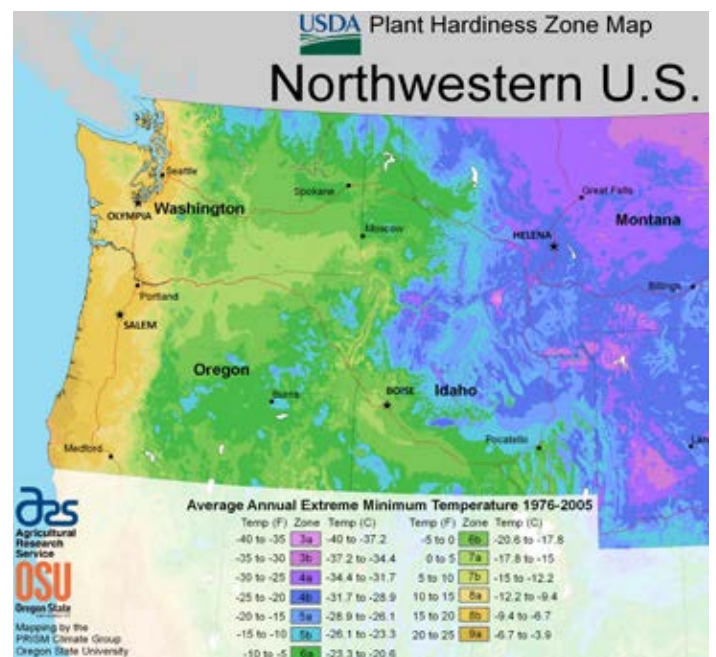 USDA Plant Hardiness Zone Map
Northwestern U.S.
Seattle
Spokane
Great Falls
OLYMPIA
Washington
Moscow
Montana
HELENA
Portland
Billings
SALEM
Oregon
Burns
BOISE
Idaho
Medford
Pocatello
ars
Agricultural
Research
Service
OSU
Oregon State
Mapping by the
PRISM Climate Group
Oregon State University
Average Annual Extreme Minimum Temperature 1976-2005
Temp (F) Zone Temp (C) Temp (F) Zone Temp (C)
-40 to -35 3a -40 to -37.2 -5 to 0 6b -20.6 to -17.8
-35 to -30 3b -37.2 to -34.4 0 to 5 7a -17.8 to -15
-30 to -25 4a -34.4 to -31.7 5 to 10 7b -15 to -12.2
-25 to -20 4b -31.7 to -28.9 10 to 15 8a -12.2 to -9.4
-20 to -15 5a -28.9 to -26.1 15 to 20 8b -9.4 to -6.7
-15 to -10 5b -26.1 to -23.3 20 to 25 9a -6.7 to -3.9
-10 to -5 6a -23.3 to -20.6